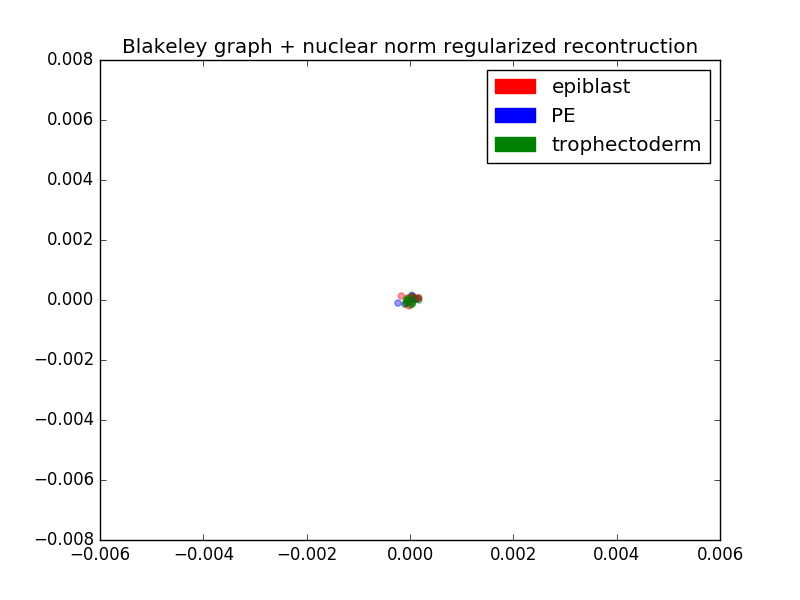 Blakeley graph + nuclear norm regularized recontruction
0.008
0.006
0.004
0.002
0.000
−0.002
−0.004
−0.006
−0.008
−0.006 −0.004 −0.002 0.000 0.002 0.004 0.006
epiblast
PE
trophectoderm